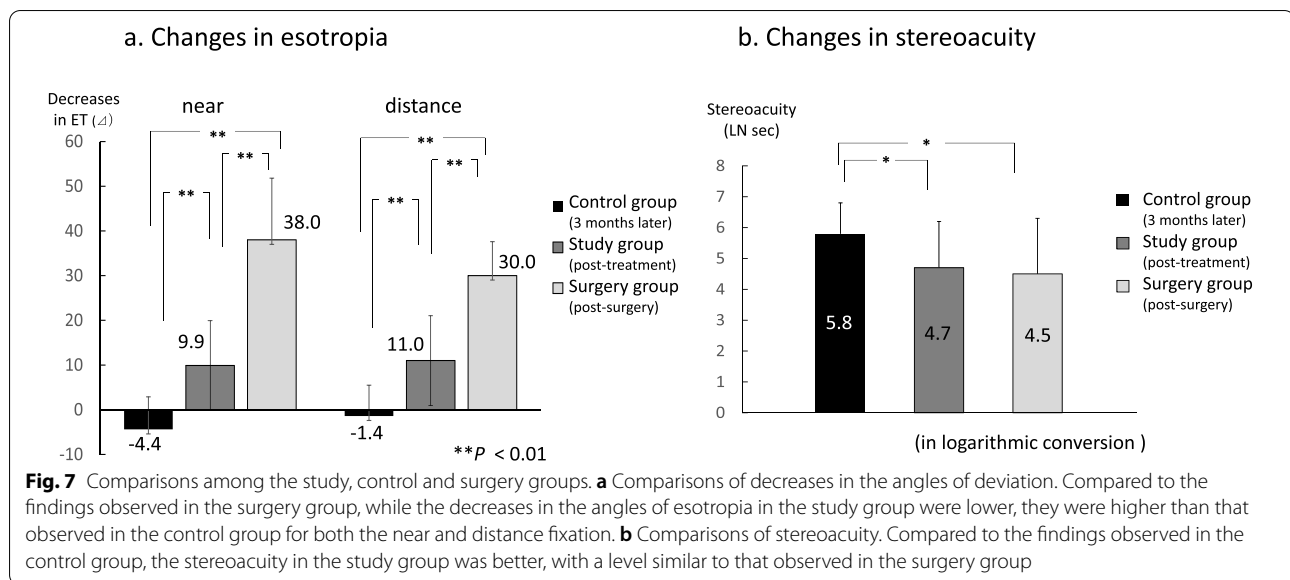 a. Changes in esotropia
Decreases
in ET (⊿)
near
distance
60
50
40
30
20
10
0
-10
**
**
**
**
**
**
-4.4
9.9
38.0
-1.4
11.0
30.0
Control group
(3 months later)
Study group
(post-treatment)
Surgery group
(post-surgery)
**P < 0.01
b. Changes in stereoacuity
Stereoacuity
(LN sec)
8
7
6
5
4
3
2
1
0
*
*
5.8
4.7
4.5
Control group
(3 months later)
Study group
(post-treatment)
Surgery group
(post-surgery)
(in logarithmic conversion )
Fig. 7 Comparisons among the study, control and surgery groups. a Comparisons of decreases in the angles of deviation. Compared to the
findings observed in the surgery group, while the decreases in the angles of esotropia in the study group were lower, they were higher than that
observed in the control group for both the near and distance fixation. b Comparisons of stereoacuity. Compared to the findings observed in the
control group, the stereoacuity in the study group was better, with a level similar to that observed in the surgery group